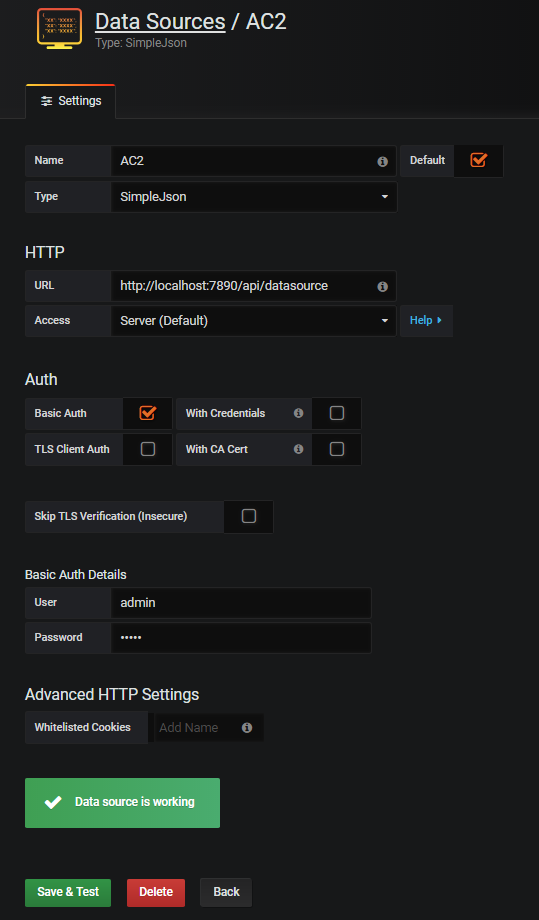 Data Sources / AC2
Type: SimpleJson
Settings
Name AC2 Default
Type SimpleJson
HTTP
URL http://localhost:7890/api/datasource
Access Server (Default) Help
Auth
Basic Auth With Credentials
TLS Client Auth With CA Cert
Skip TLS Verification (Insecure)
Basic Auth Details
User admin
Password •••••
Advanced HTTP Settings
Whitelisted Cookies Add Name
Data source is working
Save & Test Delete Back